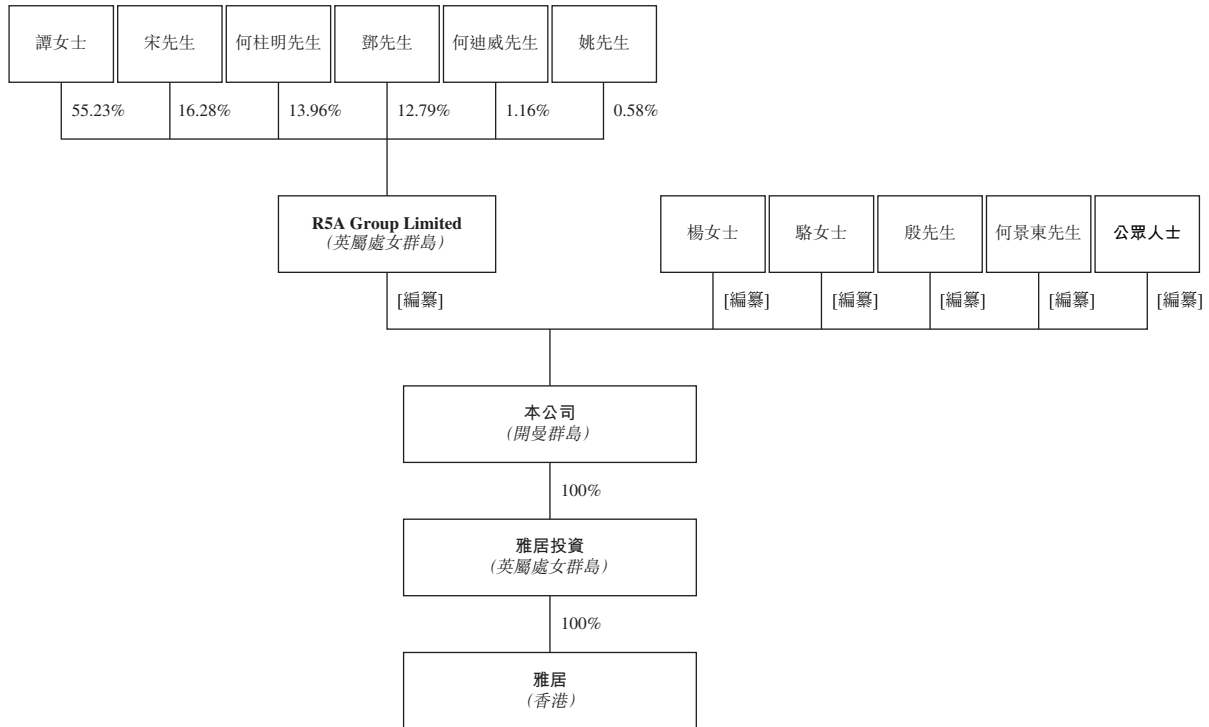 譚女士
宋先生
何柱明先生
鄧先生
何迪威先生
姚先生
55.23%
16.28%
13.96%
12.79%
1.16%
0.58%
R5A Group Limited
(英屬處女群島)
楊女士
駱女士
殷先生
何景東先生
公眾人士
[編纂]
[編纂]
[編纂]
[編纂]
[編纂]
[編纂]
本公司
(開曼群島)
100%
雅居投資
(英屬處女群島)
100%
雅居
(香港)